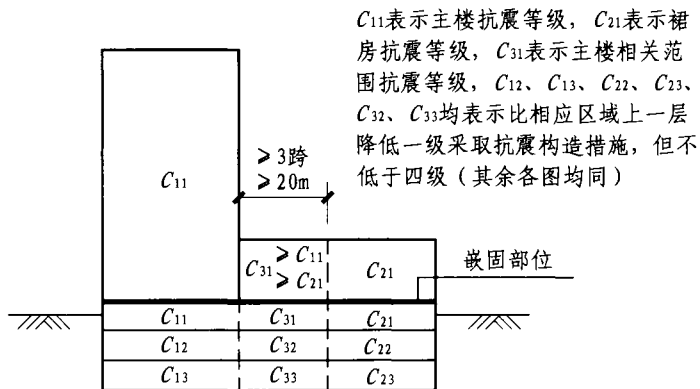 C11表示主楼抗震等级，C21表示裙
房抗震等级，C31表示主楼相关范
围抗震等级，C12、C13、C22、C23、
C32、C33均表示比相应区域上一层
降低一级采取抗震构造措施，但不
低于四级（其余各图均同）
≥3跨
≥20m
C11
C31 ≥C11
≥C21
C21
嵌固部位
C11 C31 C21
C12 C32 C22
C13 C33 C23